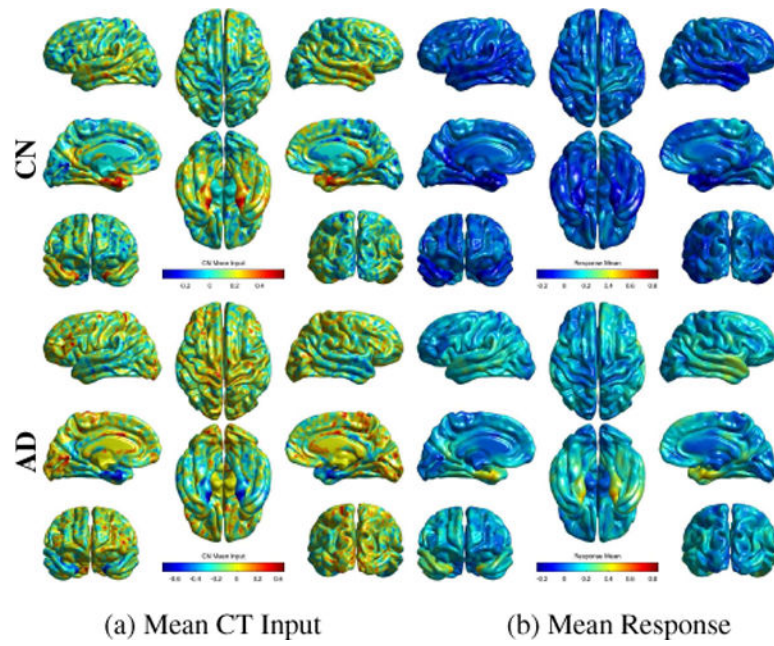 CN
CN Mean Input
-0.2 0 0.2 0.4
Response Mean
-0.2 0 0.2 0.4 0.6 0.8
AD
CN Mean Input
-0.6 -0.4 -0.2 0 0.2 0.4
Response Mean
-0.2 0 0.2 0.4 0.6 0.8
(a) Mean CT Input
(b) Mean Response